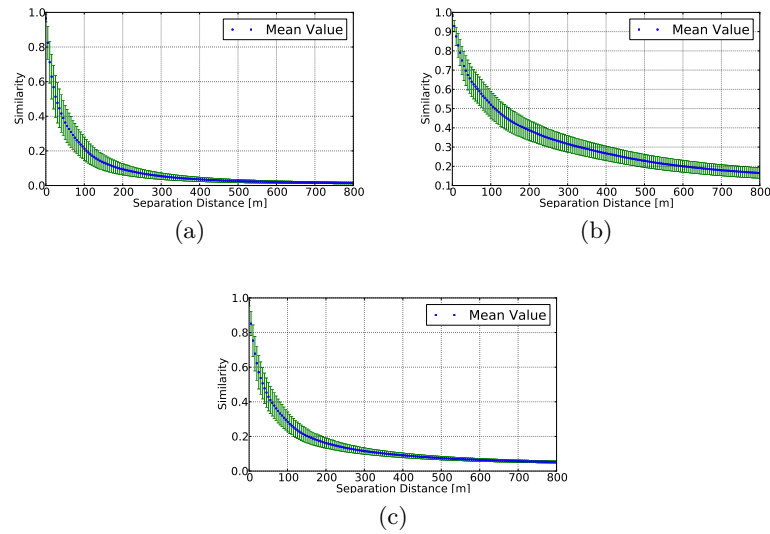 1.0
0.8
0.6
0.4
0.2
0.0
Similarity
Mean Value
0 100 200 300 400 500 600 700 800
Separation Distance [m]
(a)
1.0
0.9
0.8
0.7
0.6
0.5
0.4
0.3
0.2
0.1
Similarity
Mean Value
0 100 200 300 400 500 600 700 800
Separation Distance [m]
(b)
1.0
0.8
0.6
0.4
0.2
0.0
Similarity
Mean Value
0 100 200 300 400 500 600 700 800
Separation Distance [m]
(c)